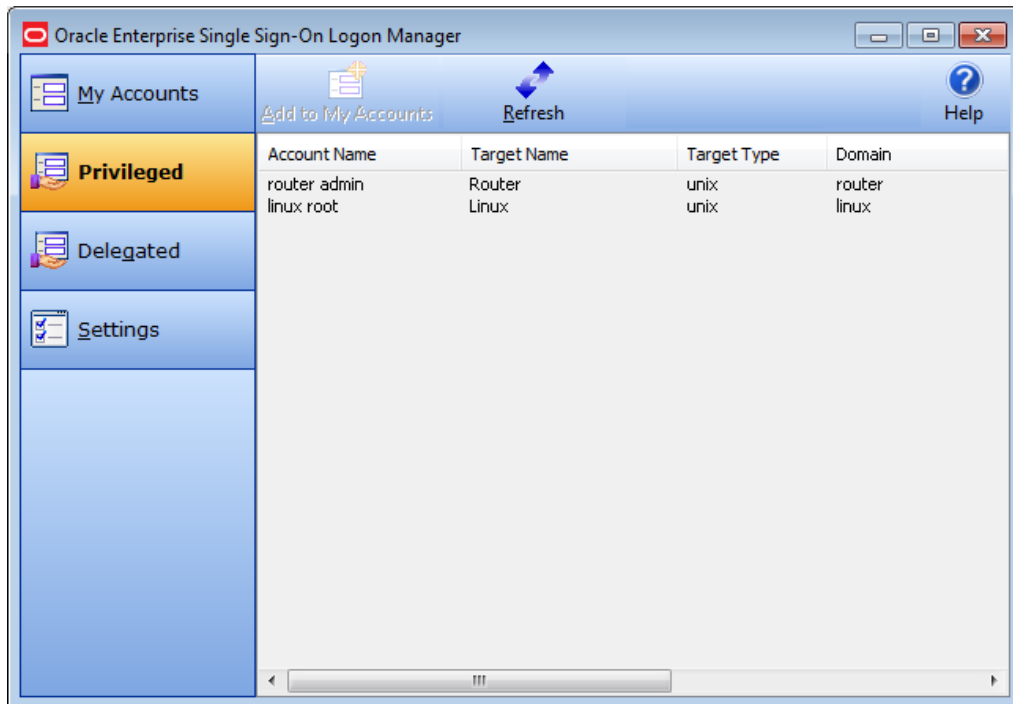 Oracle Enterprise Single Sign-On Logon Manager
My Accounts
Privileged
Delegated
Settings
Add to My Accounts
Refresh
Help
Account Name Target Name Target Type Domain
router admin Router unix router
linux root Linux unix linux